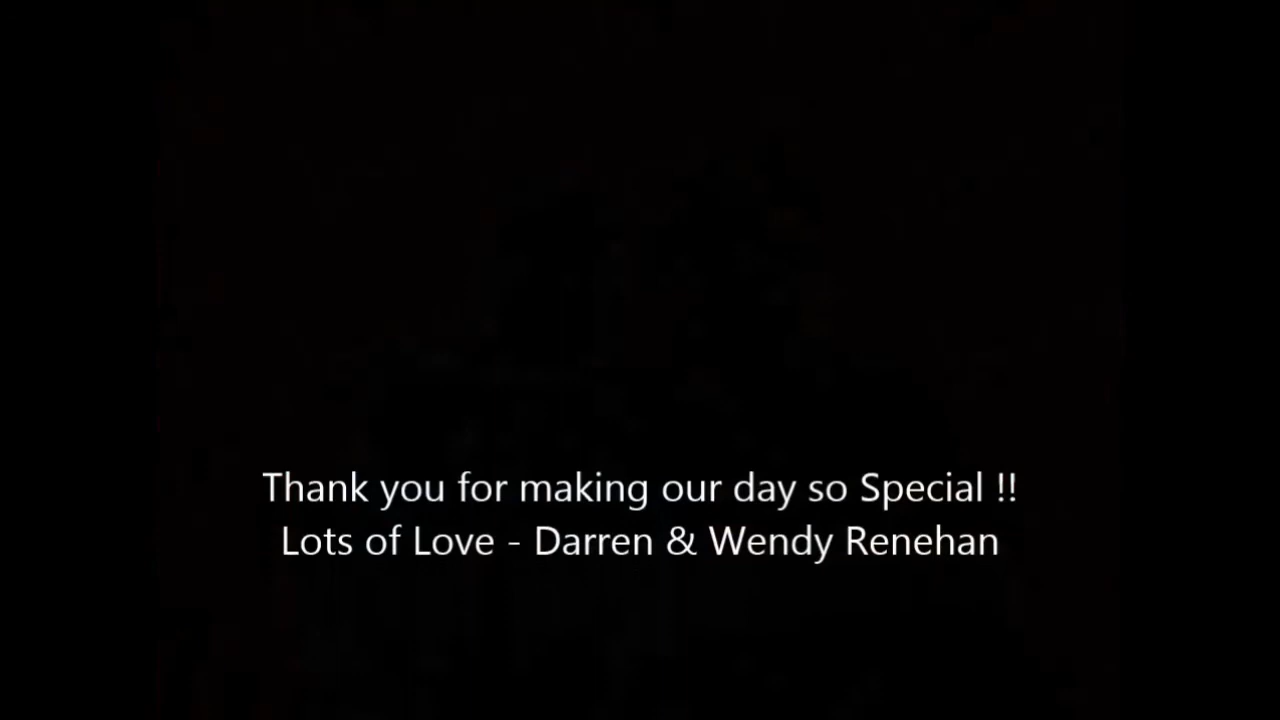 Thank you for making our day so Special !!
Lots of Love - Darren & Wendy Renehan